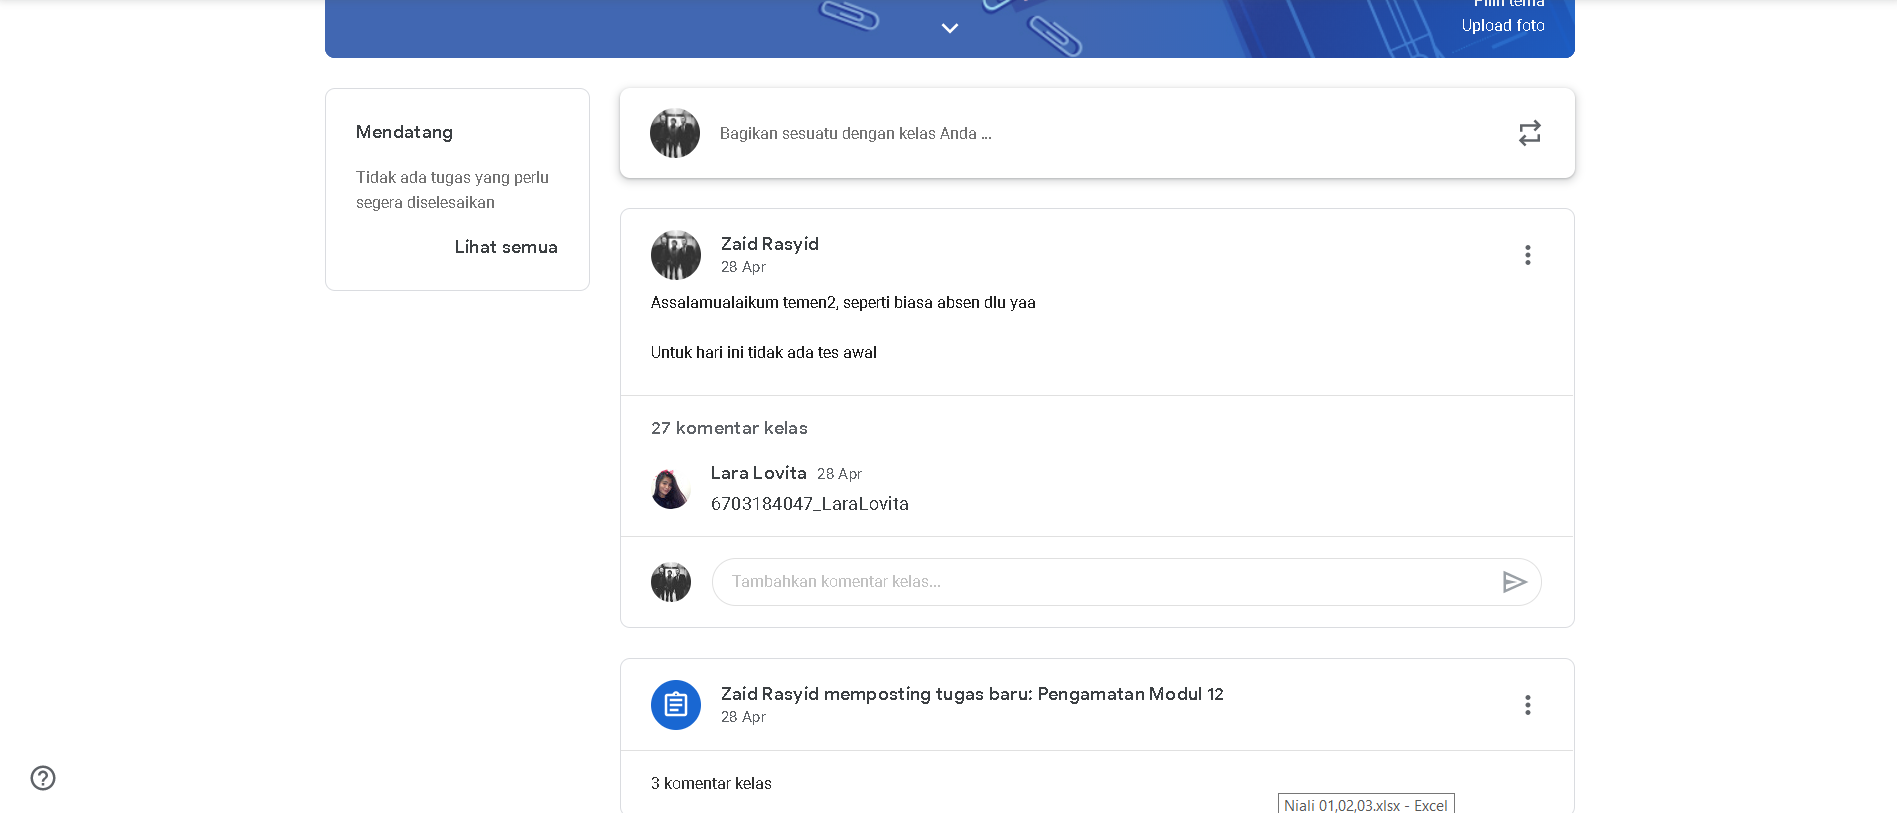 Pilih tema
Upload foto
Mendatang
Tidak ada tugas yang perlu
segera diselesaikan
Lihat semua
Bagikan sesuatu dengan kelas Anda ...
Zaid Rasyid
28 Apr
Assalamualaikum temen2, seperti biasa absen dlu yaa
Untuk hari ini tidak ada tes awal
27 komentar kelas
Lara Lovita 28 Apr
6703184047_LaraLovita
Tambahkan komentar kelas...
Zaid Rasyid memposting tugas baru: Pengamatan Modul 12
28 Apr
3 komentar kelas
Niali 01,02,03.xlsx - Excel